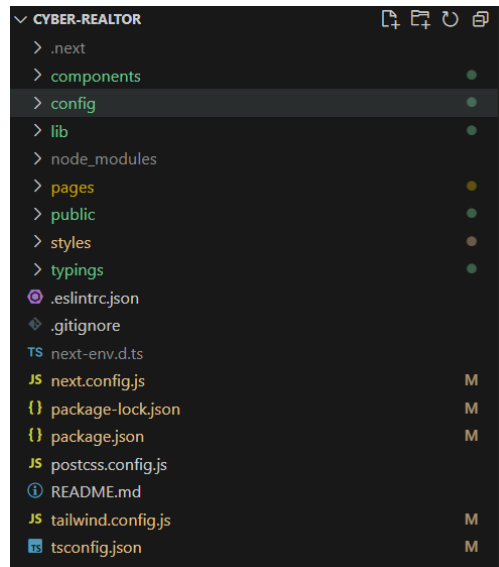 CYBER-REALTOR
.next
components
config
lib
node_modules
pages
public
styles
typings
.eslintrc.json
.gitignore
TS next-env.d.ts
JS next.config.js M
{} package-lock.json M
{} package.json M
JS postcss.config.js
README.md
JS tailwind.config.js M
TS tsconfig.json M